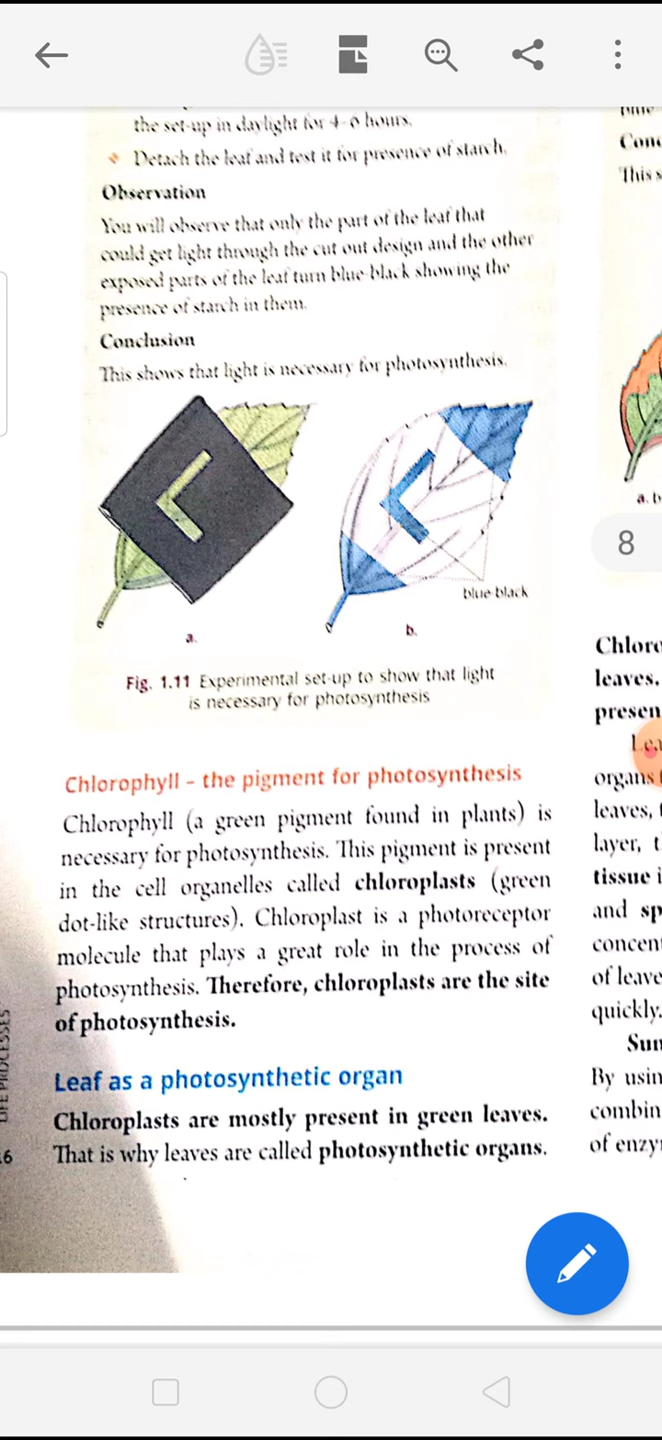 the set-up in daylight for 4-6 hours.
Detach the leaf and test it for presence of starch.
Observation
You will observe that only the part of the leaf that
could get light through the cut out design and the other
exposed parts of the leaf turn blue-black showing the
presence of starch in them.
Conclusion
This shows that light is necessary for photosynthesis.
blue-black
a.
b.
Fig. 1.11 Experimental set-up to show that light
is necessary for photosynthesis
Chlorophyll – the pigment for photosynthesis
Chlorophyll (a green pigment found in plants) is
necessary for photosynthesis. This pigment is present
in the cell organelles called chloroplasts (green
dot-like structures). Chloroplast is a photoreceptor
molecule that plays a great role in the process of
photosynthesis. Therefore, chloroplasts are the site
of photosynthesis.
Leaf as a photosynthetic organ
Chloroplasts are mostly present in green leaves.
That is why leaves are called photosynthetic organs.
PROCESSES
6
Conc
This s
a. b
8
Chloro
leaves.
presen
Lea
organs
leaves,
layer, t
tissue i
and sp
concent
of leave
quickly.
Sun
By usin
combin
of enzy